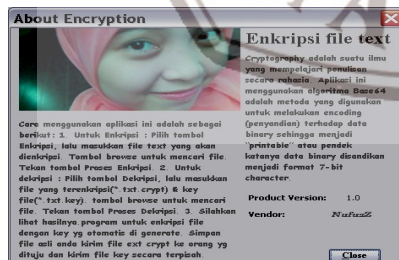 About Encryption
Enkripsi file text
Cryptography adalah suatu ilmu
yang mempelajari penulisan
secara rahasia. Aplikasi ini
menggunakan algoritma Base64
adalah metoda yang digunakan
untuk melakukan encoding
(penyandian) terhadap data
binary sehingga menjadi
"printable" atau pendek
katanya data binary disandikan
menjadi format 7-bit
character.
Product Version: 1.0
Vendor: NufuzZ
Close
Cara menggunakan aplikasi ini adalah sebagai
berikut: 1. Untuk Enkripsi : Pilih tombol
Enkripsi, lalu masukkan file text yang akan
dienkripsi. Tombol browse untuk mencari file.
Tekan tombol Proses Enkripsi. 2. Untuk
dekripsi : Pilih tombol Dekripsi, lalu masukkan
file yang terenkripsi(*.txt.crypt) & key
file(*.txt.key). tombol browse untuk mencari
file. Tekan tombol Proses Dekripsi. 3. Silahkan
lihat hasilnya.program untuk enkripsi file
dengan key yg otomatis di generate. Simpan
file asli anda kirim file ext crypt ke orang yg
dituju dan kirim file key secara terpisah.